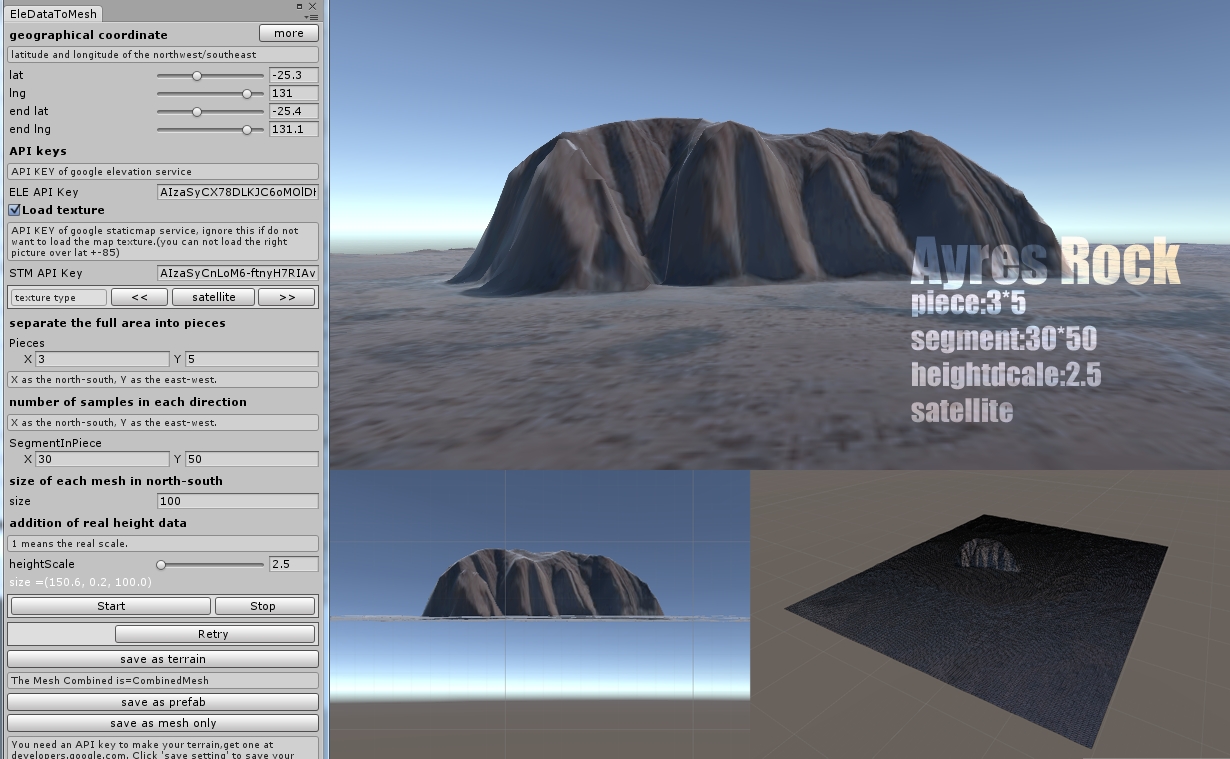 EleDataToMesh
geographical coordinate more
latitude and longitude of the northwest/southeast
lat -25.3
lng 131
end lat -25.4
end lng 131.1
API keys
API KEY of google elevation service
ELE API Key
Load texture
API KEY of google staticmap service, ignore this if do not
want to load the map texture.(you can not load the right
picture over lat +-85)
STM API Key
texture type << satellite >>
separate the full area into pieces
Pieces
X 3 Y 5
X as the north-south, Y as the east-west.
number of samples in each direction
X as the north-south, Y as the east-west.
SegmentInPiece
X 30 Y 50
size of each mesh in north-south
size 100
addition of real height data
1 means the real scale.
heightScale 2.5
size =(150.6, 0.2, 100.0)
Start Stop
Retry
save as terrain
The Mesh Combined is=CombinedMesh
save as prefab
save as mesh only
You need an API key to make your terrain,get one at
developers.google.com. Click 'save setting' to save your
Ayres Rock
piece:3*5
segment:30*50
heightdcale:2.5
satellite